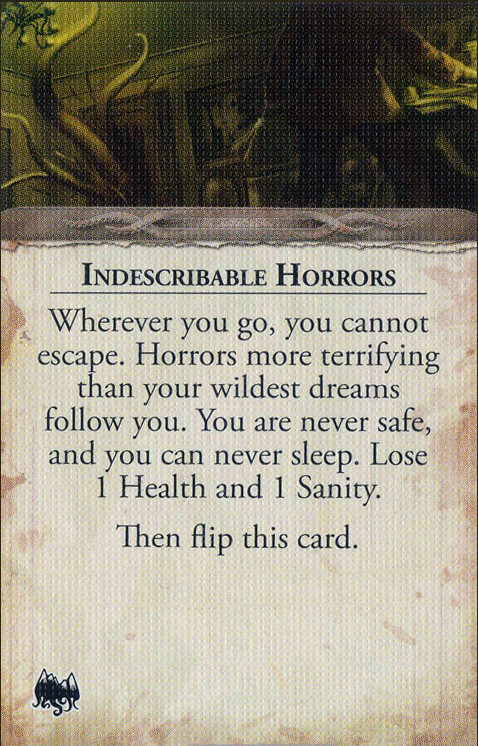 Indescribable Horrors
Wherever you go, you cannot
escape. Horrors more terrifying
than your wildest dreams
follow you. You are never safe,
and you can never sleep. Lose
1 Health and 1 Sanity.
Then flip this card.